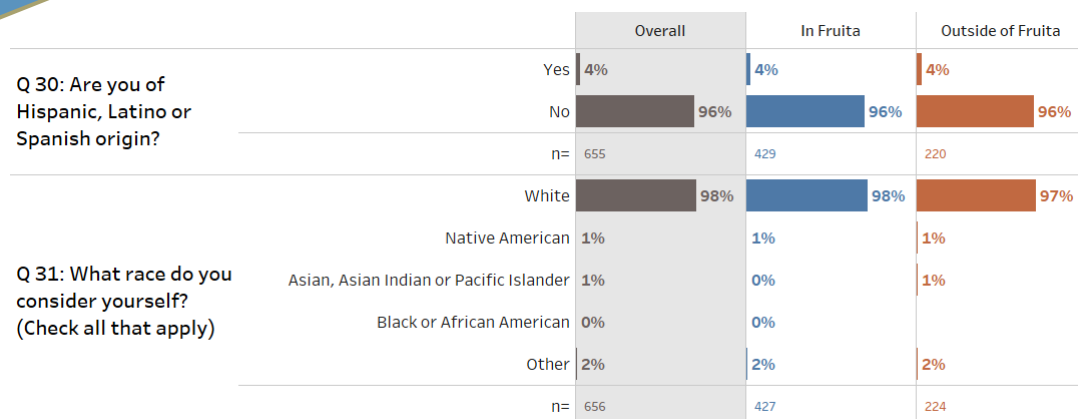 Overall In Fruita Outside of Fruita
Q 30: Are you of
Hispanic, Latino or
Spanish origin?
Yes 4% 4% 4%
No 96% 96% 96%
n= 655 429 220
Q 31: What race do you
consider yourself?
(Check all that apply)
White 98% 98% 97%
Native American 1% 1% 1%
Asian, Asian Indian or Pacific Islander 1% 0% 1%
Black or African American 0% 0%
Other 2% 2% 2%
n= 656 427 224